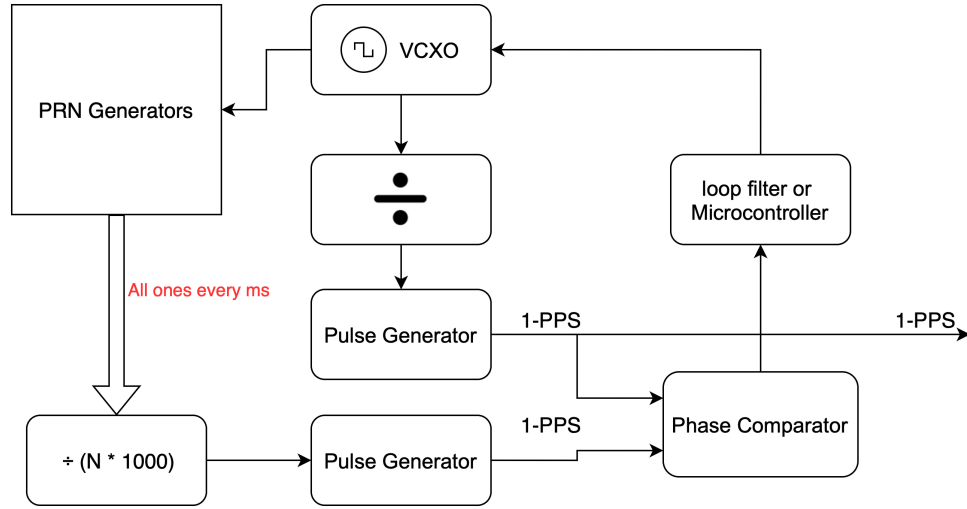 VCXO
PRN Generators
loop filter or
Microcontroller
All ones every ms
1-PPS
1-PPS
Pulse Generator
1-PPS
Phase Comparator
÷ (N * 1000)
Pulse Generator